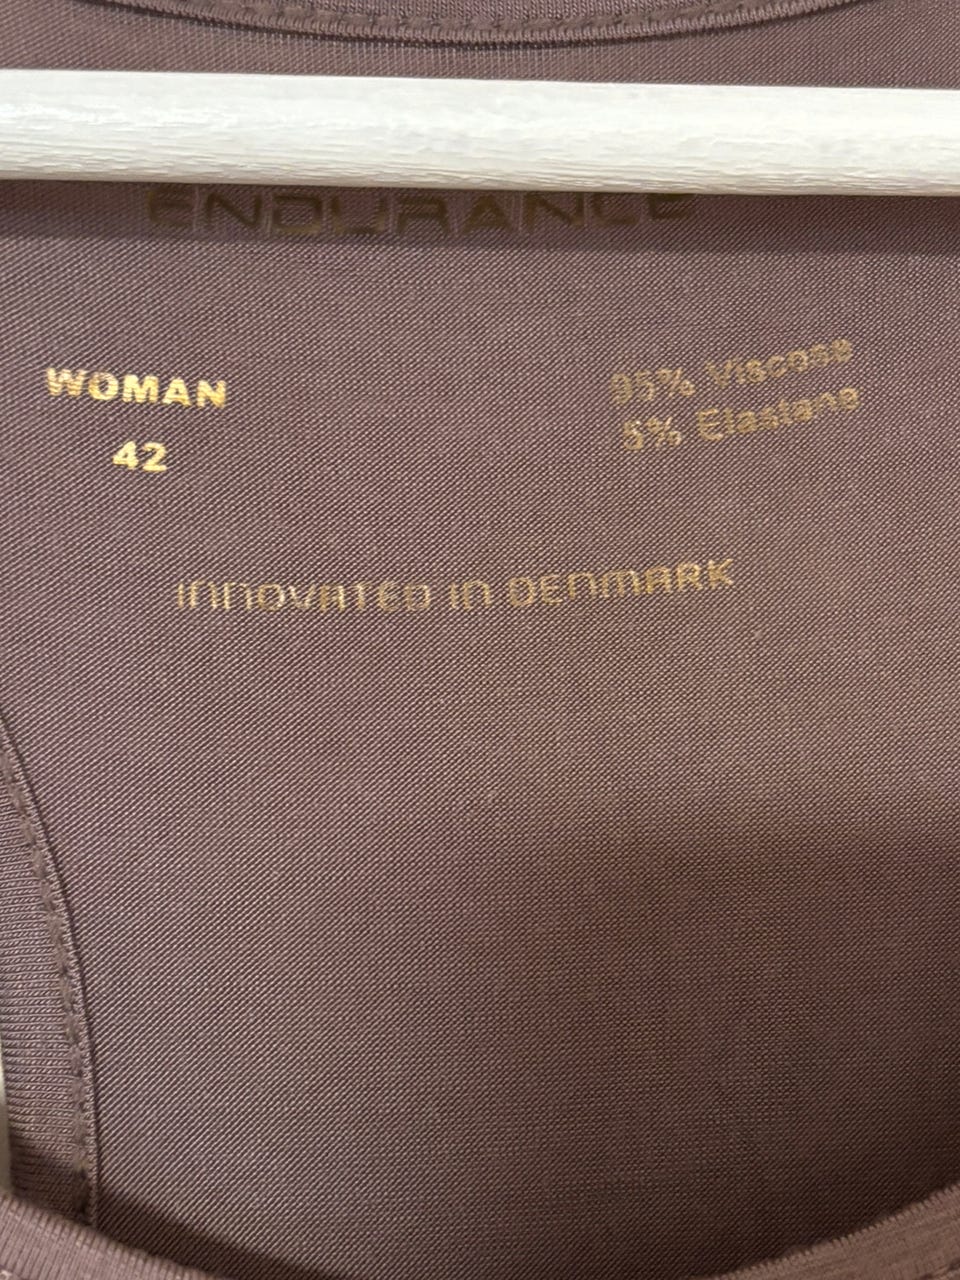 ENDURANCE
WOMAN
42
95% Viscose
5% Elastane
INNOVATED IN DENMARK